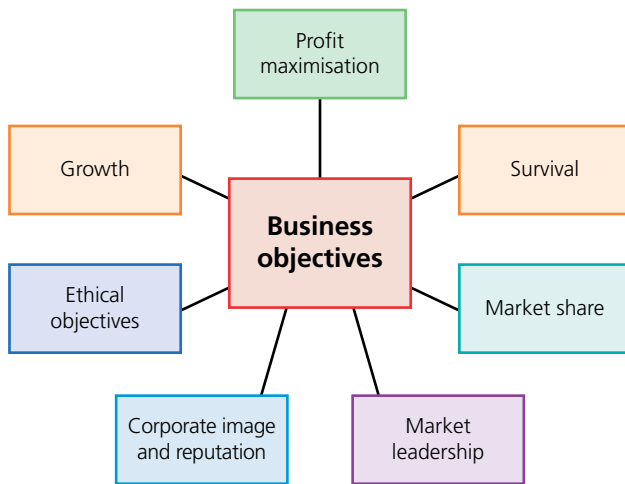 Profit
maximisation
Growth
Survival
Business
objectives
Ethical
objectives
Market share
Corporate image
and reputation
Market
leadership